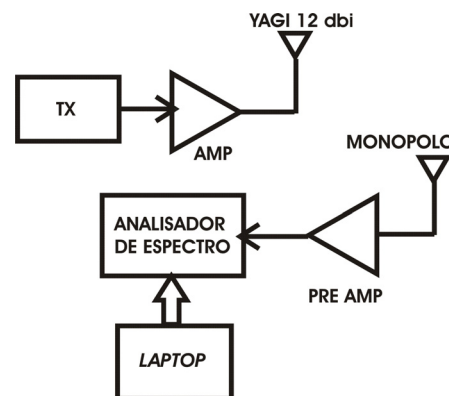 YAGI 12 dbi
TX
AMP
MONOPOLO
ANALISADOR
DE ESPECTRO
PRE AMP
LAPTOP